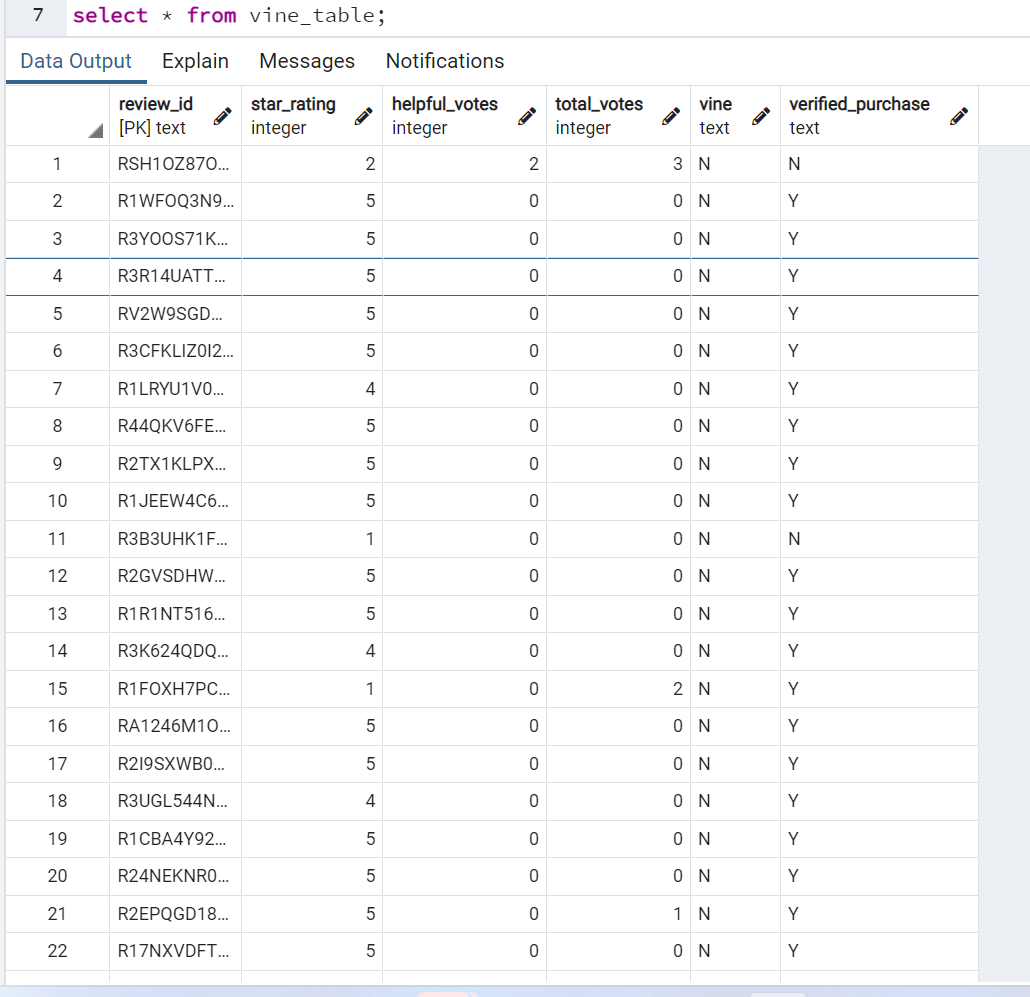 7 select * from vine_table;
Data Output Explain Messages Notifications
review_id star_rating helpful_votes total_votes vine verified_purchase
[PK] text integer integer integer text text
1 RSH1OZ87O... 2 2 3 N N
2 R1WFOQ3N9... 5 0 0 N Y
3 R3YOOS71K... 5 0 0 N Y
4 R3R14UATT... 5 0 0 N Y
5 RV2W9SGD... 5 0 0 N Y
6 R3CFKLIZ0I2... 5 0 0 N Y
7 R1LRYU1V0... 4 0 0 N Y
8 R44QKV6FE... 5 0 0 N Y
9 R2TX1KLPX... 5 0 0 N Y
10 R1JEEW4C6... 5 0 0 N Y
11 R3B3UHK1F... 1 0 0 N N
12 R2GVSDHW... 5 0 0 N Y
13 R1R1NT516... 5 0 0 N Y
14 R3K624QDQ... 4 0 0 N Y
15 R1FOXH7PC... 1 0 2 N Y
16 RA1246M1O... 5 0 0 N Y
17 R2I9SXWB0... 5 0 0 N Y
18 R3UGL544N... 4 0 0 N Y
19 R1CBA4Y92... 5 0 0 N Y
20 R24NEKNR0... 5 0 0 N Y
21 R2EPQGD18... 5 0 1 N Y
22 R17NXVDFT... 5 0 0 N Y